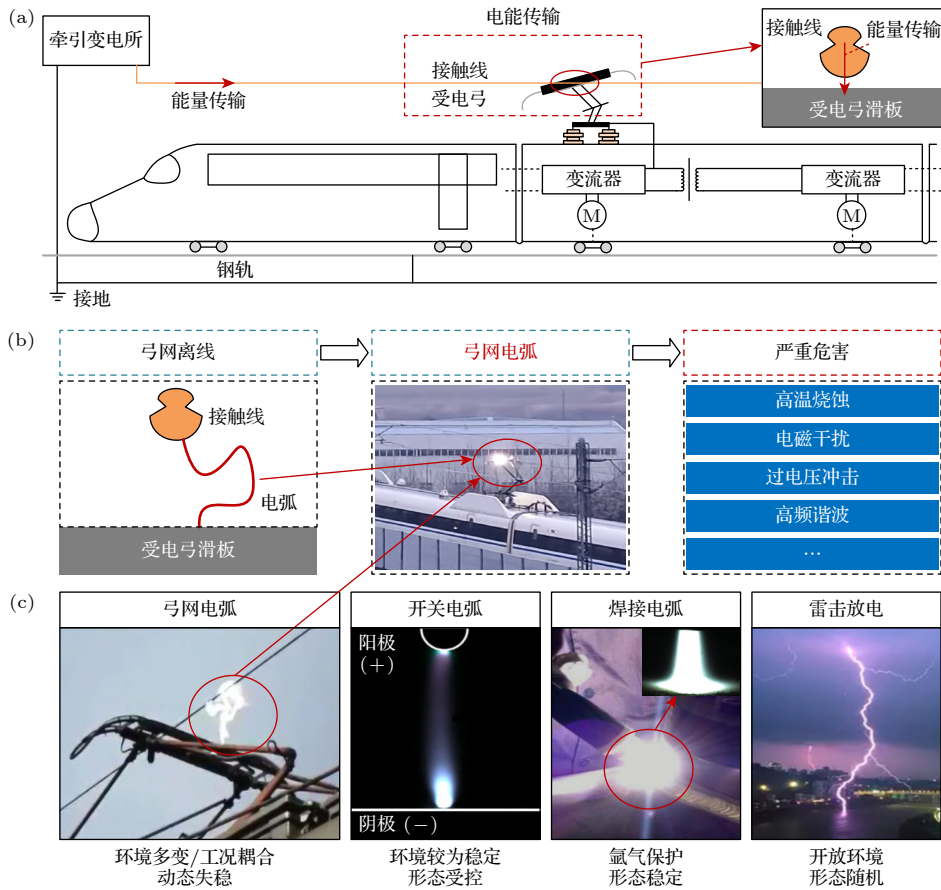 (a)
牵引变电所
能量传输
电能传输
接触线
受电弓
接触线
能量传输
受电弓滑板
变流器
变流器
M
M
钢轨
接地
(b)
弓网离线
弓网电弧
严重危害
接触线
电弧
受电弓滑板
高温烧蚀
电磁干扰
过电压冲击
高频谐波
…
(c)
弓网电弧
开关电弧
焊接电弧
雷击放电
阳极
(+)
阴极 (−)
环境多变/工况耦合
动态失稳
环境较为稳定
形态受控
氩气保护
形态稳定
开放环境
形态随机